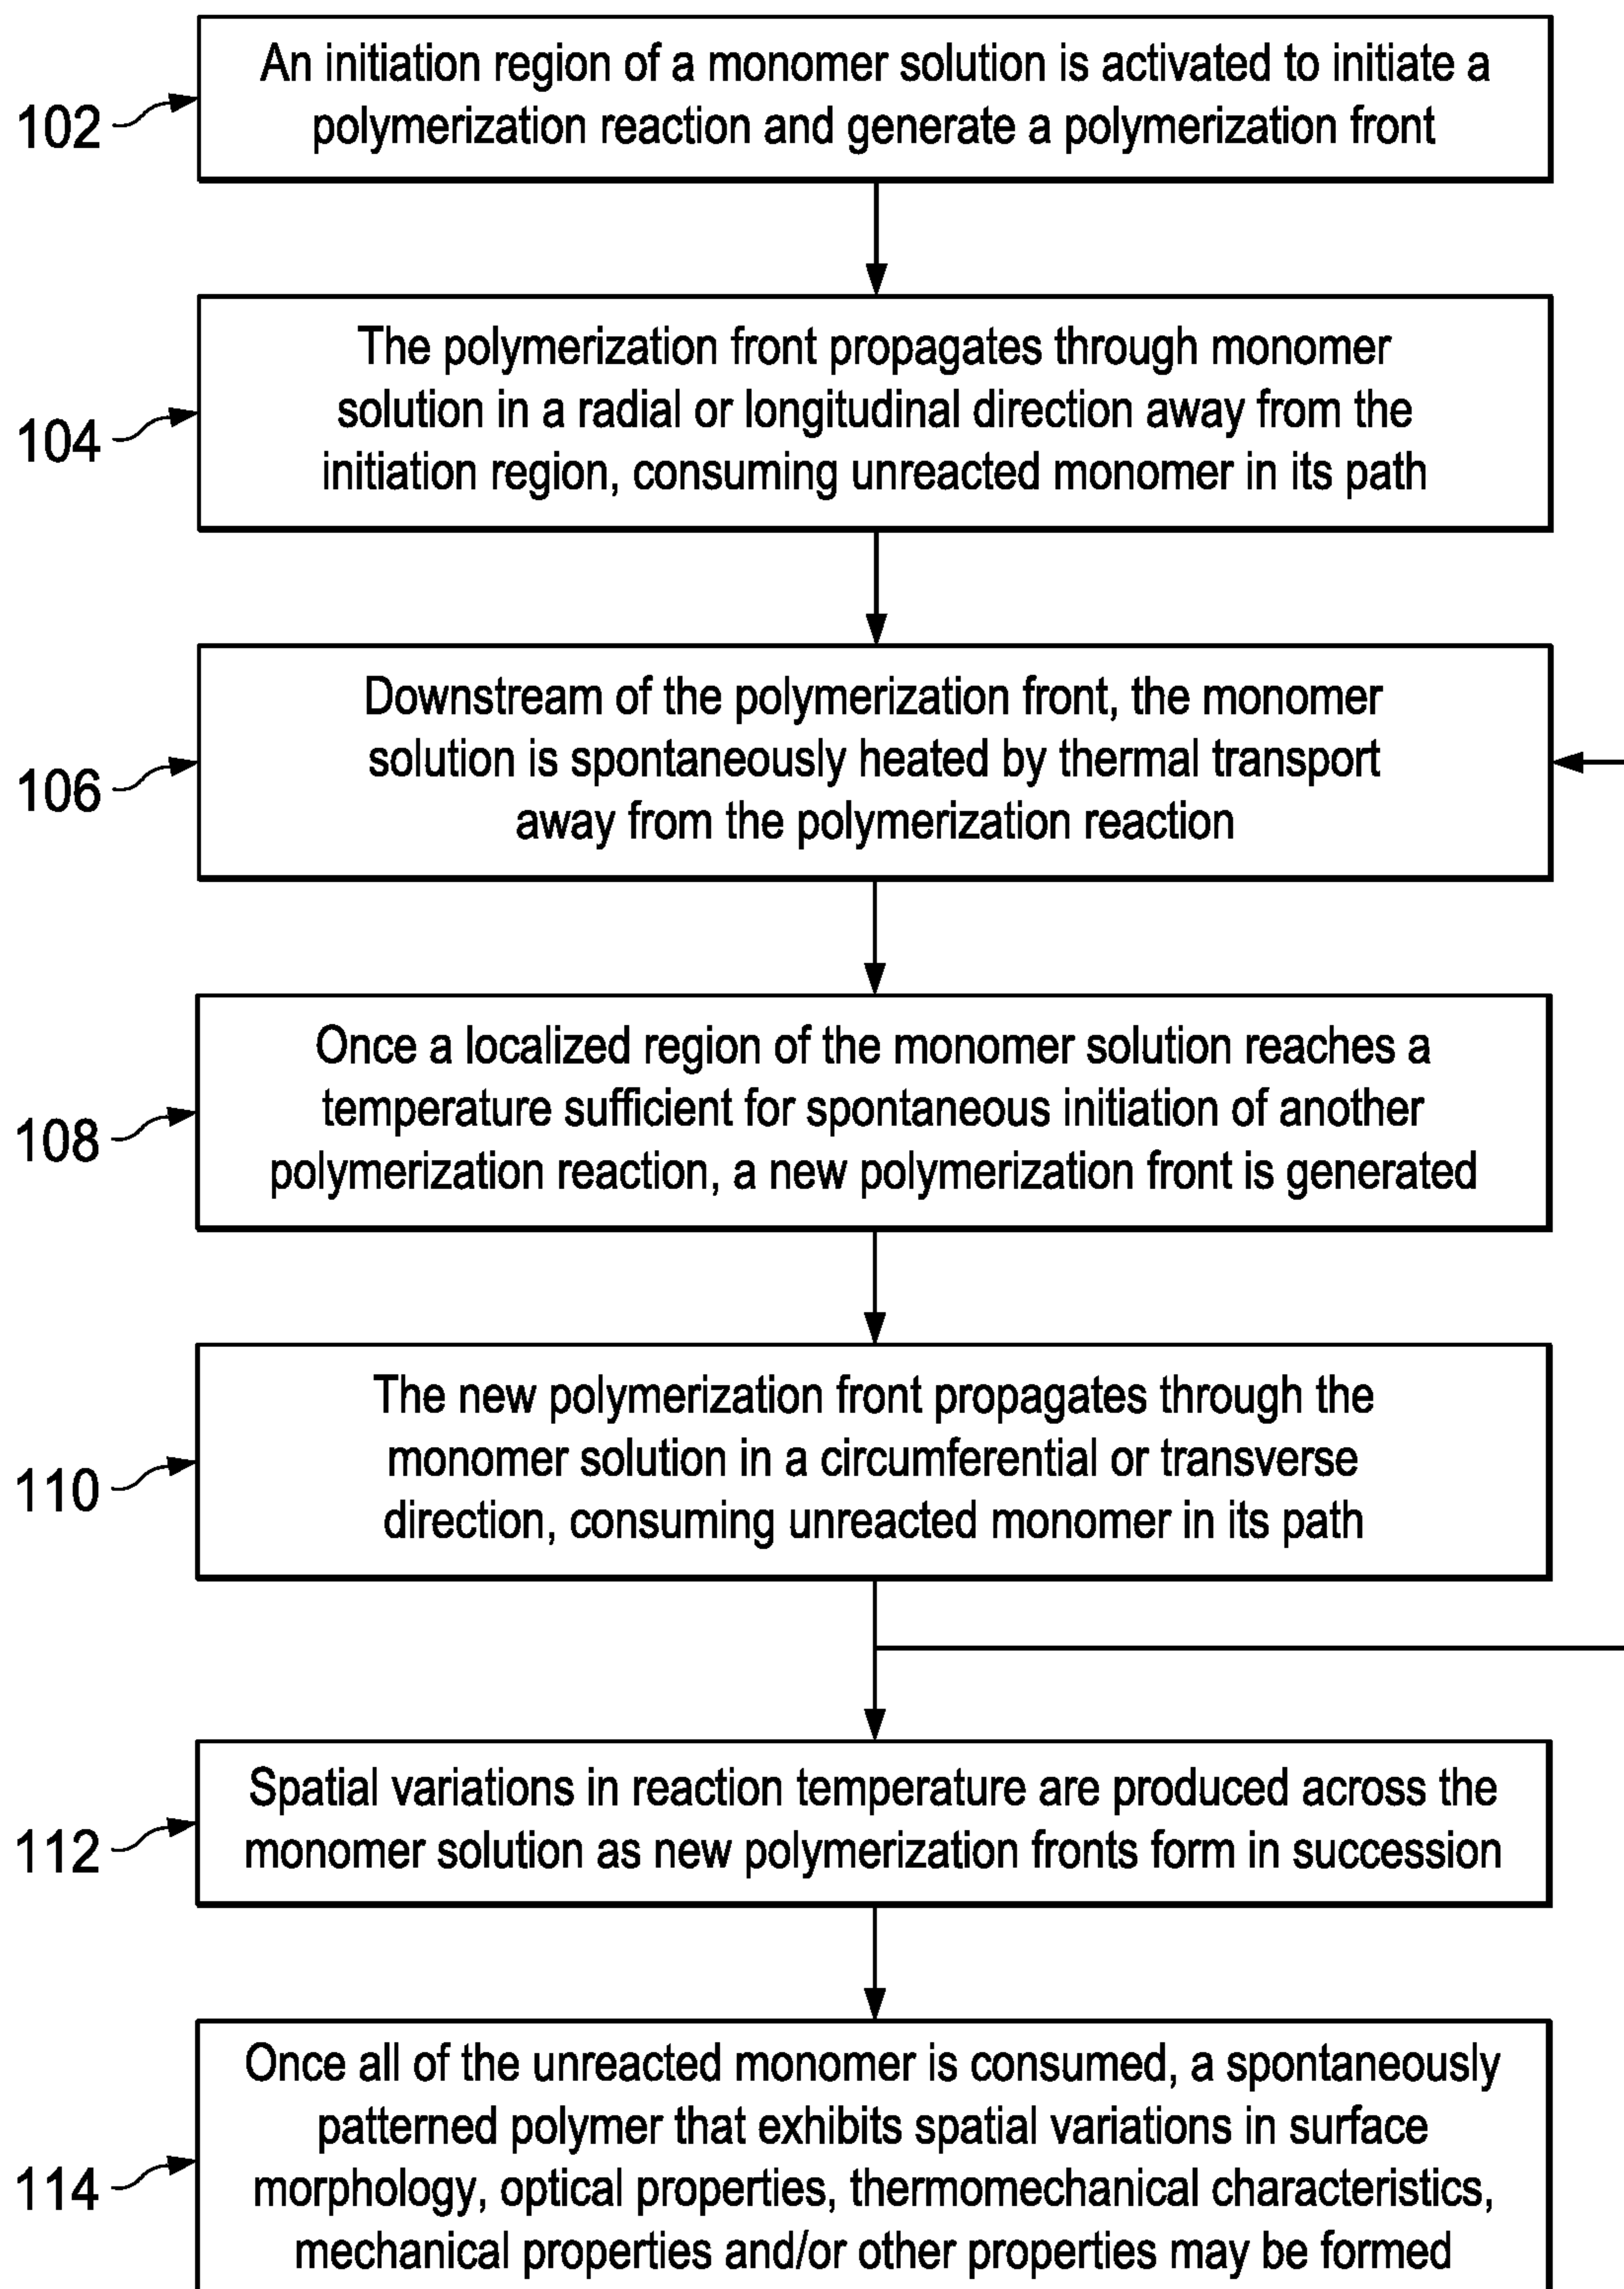 An initiation region of a monomer solution is activated to initiate a
polymerization reaction and generate a polymerization front
102
The polymerization front propagates through monomer
solution in a radial or longitudinal direction away from the
initiation region, consuming unreacted monomer in its path
104
Downstream of the polymerization front, the monomer
solution is spontaneously heated by thermal transport
away from the polymerization reaction
106
Once a localized region of the monomer solution reaches a
temperature sufficient for spontaneous initiation of another
polymerization reaction, a new polymerization front is generated
108
The new polymerization front propagates through the
monomer solution in a circumferential or transverse
direction, consuming unreacted monomer in its path
110
Spatial variations in reaction temperature are produced across the
monomer solution as new polymerization fronts form in succession
112
Once all of the unreacted monomer is consumed, a spontaneously
patterned polymer that exhibits spatial variations in surface
morphology, optical properties, thermomechanical characteristics,
mechanical properties and/or other properties may be formed
114